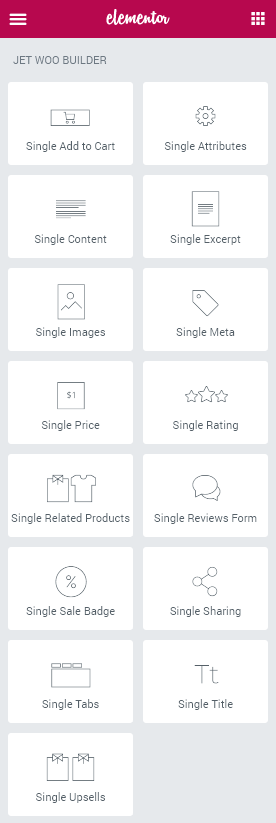 elementor
JET WOO BUILDER
Single Add to Cart
Single Attributes
Single Content
Single Excerpt
Single Images
Single Meta
$1
Single Price
Single Rating
Single Related Products
Single Reviews Form
%
Single Sale Badge
Single Sharing
Single Tabs
Tt
Single Title
Single Upsells